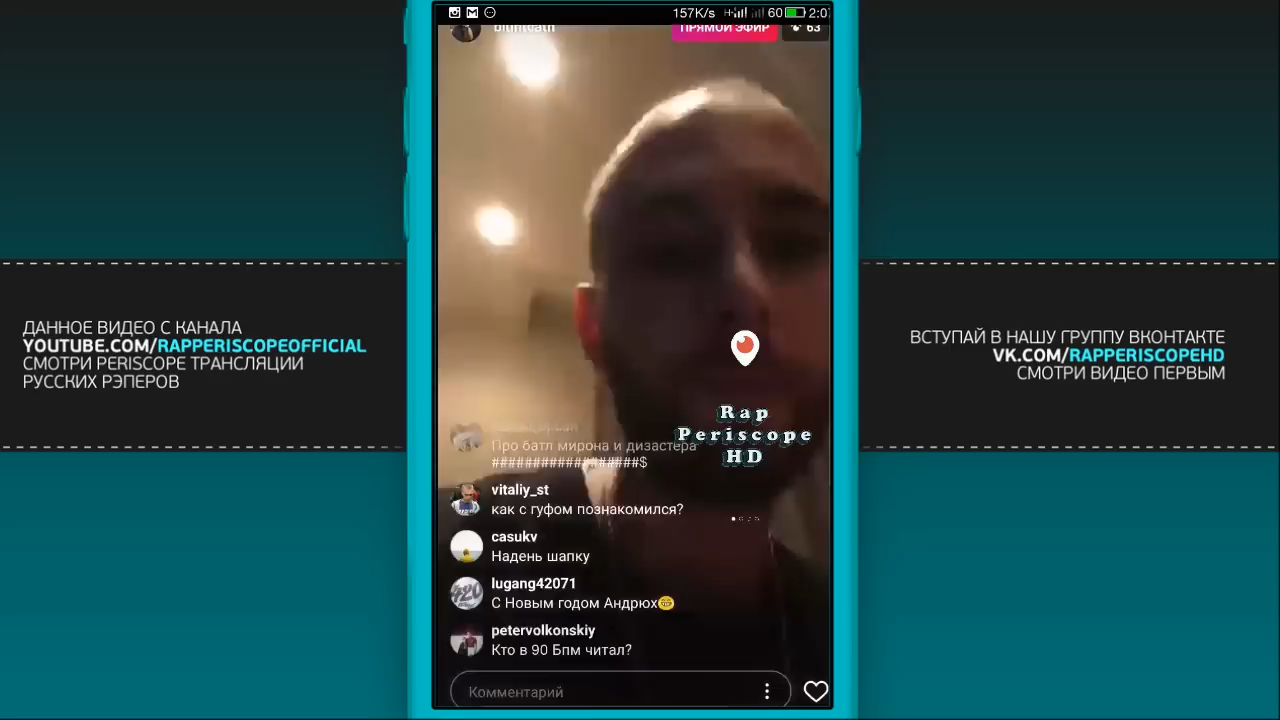 157K/s
60
2:07
ПРЯМОЙ ЭФИР
63
ДАННОЕ ВИДЕО С КАНАЛА
YOUTUBE.COM/RAPPERISCOPEOFFICIAL
СМОТРИ PERISCOPE ТРАНСЛЯЦИИ
РУССКИХ РЭПЕРОВ
ВСТУПАЙ В НАШУ ГРУППУ ВКОНТАКТЕ
VK.COM/RAPPERISCOPEHD
СМОТРИ ВИДЕО ПЕРВЫМ
Rap
Periscope
HD
Про батл мирона и дизастера
##################$
vitaliy_st
как с гуфом познакомился?
casukv
Надень шапку
lugang42071
С Новым годом Андрюх😁
petervolkonskiy
Кто в 90 Бпм читал?
Комментарий